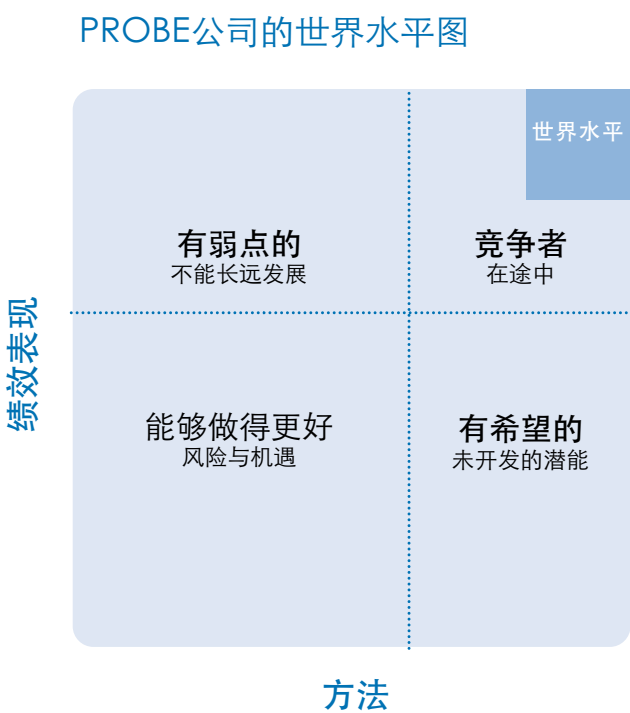 PROBE公司的世界水平图
世界水平
有弱点的
不能长远发展
竞争者
在途中
绩效表现
能够做得更好
风险与机遇
有希望的
未开发的潜能
方法